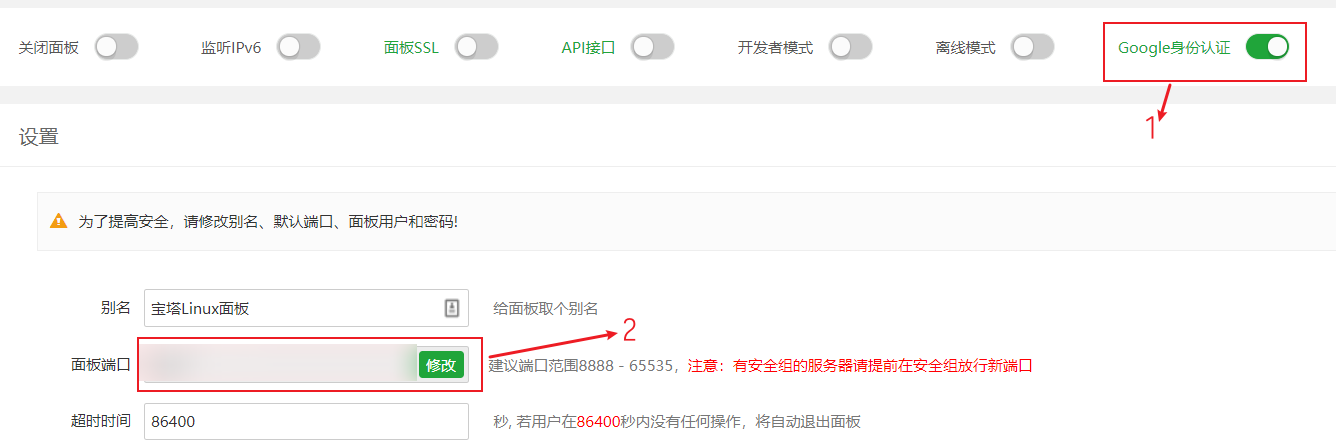 关闭面板 监听IPv6 面板SSL API接口 开发者模式 离线模式 Google身份认证
1
设置
为了提高安全，请修改别名、默认端口、面板用户和密码!
别名 宝塔Linux面板 给面板取个别名
2
面板端口 修改 建议端口范围8888 - 65535，注意：有安全组的服务器请提前在安全组放行新端口
超时时间 86400 秒, 若用户在86400秒内没有任何操作，将自动退出面板